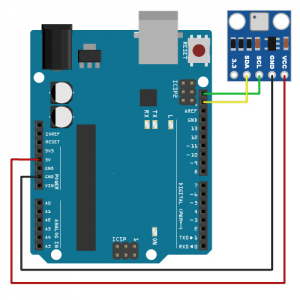 RESET
ICSP2
3.3
SDA
SCL
GND
VCC
AREF
GND
13
12
~11
~10
~9
8
IOREF
RESET
3V3
5V
GND
GND
VIN
POWER
TX
RX
L
7
~6
~5
4
~3
2
TXD▶1
RXD◀0
DIGITAL (PWM=~)
A0
A1
A2
A3
A4
A5
ANALOG IN
ICSP
ON